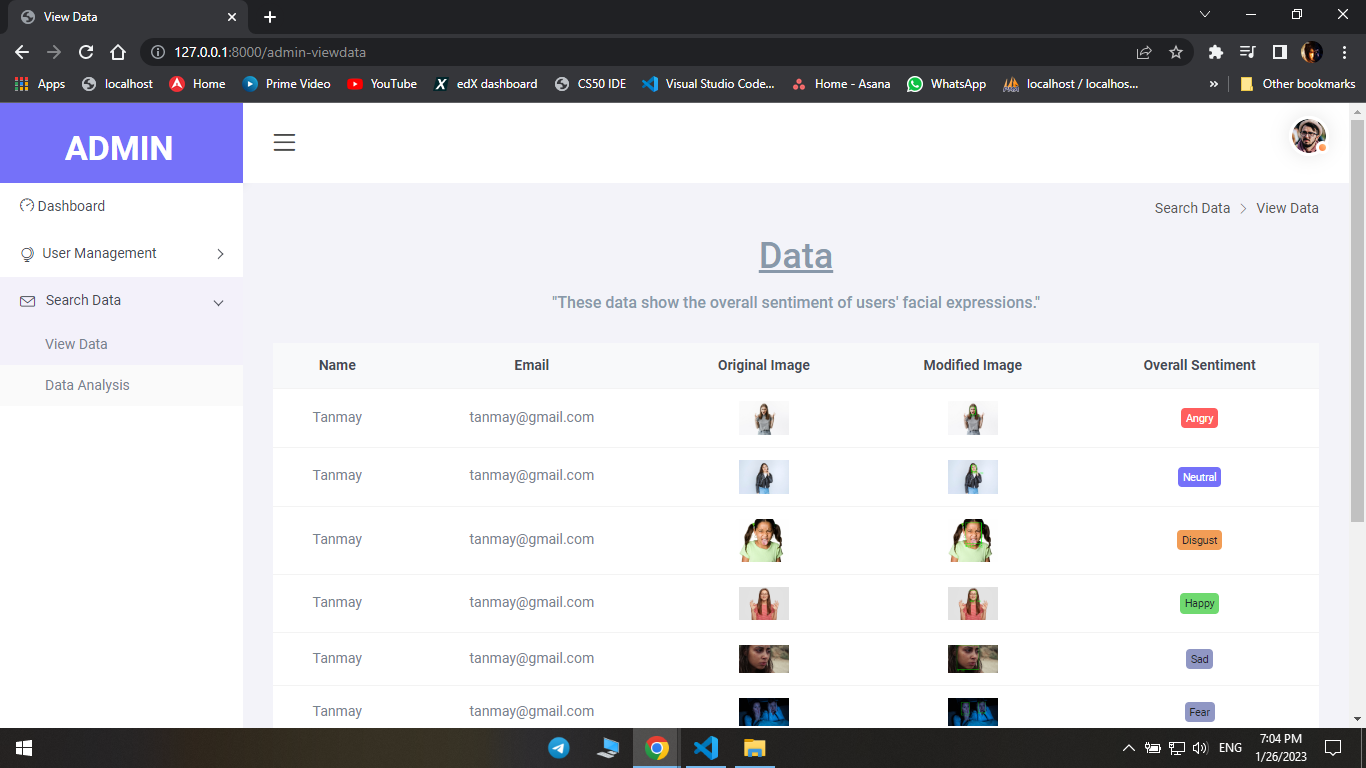 View Data
127.0.0.1:8000/admin-viewdata
Apps localhost Home Prime Video YouTube edX dashboard CS50 IDE Visual Studio Code... Home - Asana WhatsApp localhost / localhos... » Other bookmarks
ADMIN
Dashboard
User Management
Search Data
View Data
Data Analysis
Search Data > View Data
Data
"These data show the overall sentiment of users' facial expressions."
Name Email Original Image Modified Image Overall Sentiment
Tanmay tanmay@gmail.com Angry
Tanmay tanmay@gmail.com Neutral
Tanmay tanmay@gmail.com Disgust
Tanmay tanmay@gmail.com Happy
Tanmay tanmay@gmail.com Sad
Tanmay tanmay@gmail.com Fear
ENG
7:04 PM
1/26/2023